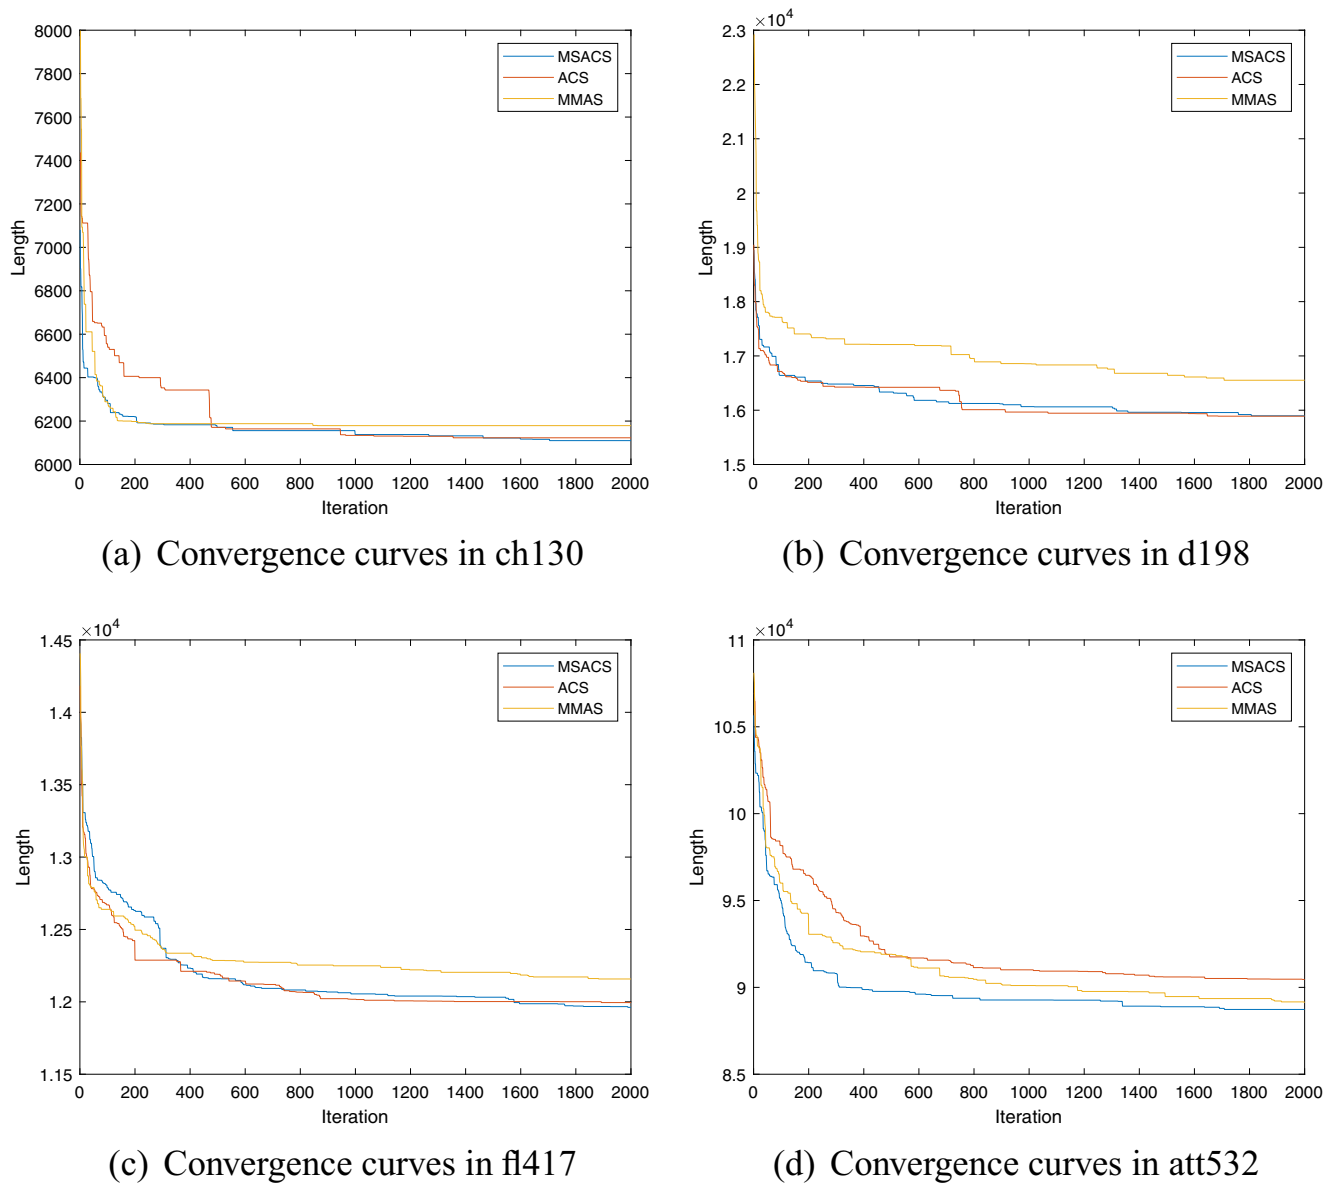 8000
7800
7600
7400
7200
7000
6800
6600
6400
6200
6000
Length
0 200 400 600 800 1000 1200 1400 1600 1800 2000
Iteration
MSACS
ACS
MMAS
(a) Convergence curves in ch130
×10⁴
2.3
2.2
2.1
2
1.9
1.8
1.7
1.6
1.5
Length
0 200 400 600 800 1000 1200 1400 1600 1800 2000
Iteration
MSACS
ACS
MMAS
(b) Convergence curves in d198
×10⁴
1.45
1.4
1.35
1.3
1.25
1.2
1.15
Length
0 200 400 600 800 1000 1200 1400 1600 1800 2000
Iteration
MSACS
ACS
MMAS
(c) Convergence curves in fl417
×10⁴
11
10.5
10
9.5
9
8.5
Length
0 200 400 600 800 1000 1200 1400 1600 1800 2000
Iteration
MSACS
ACS
MMAS
(d) Convergence curves in att532